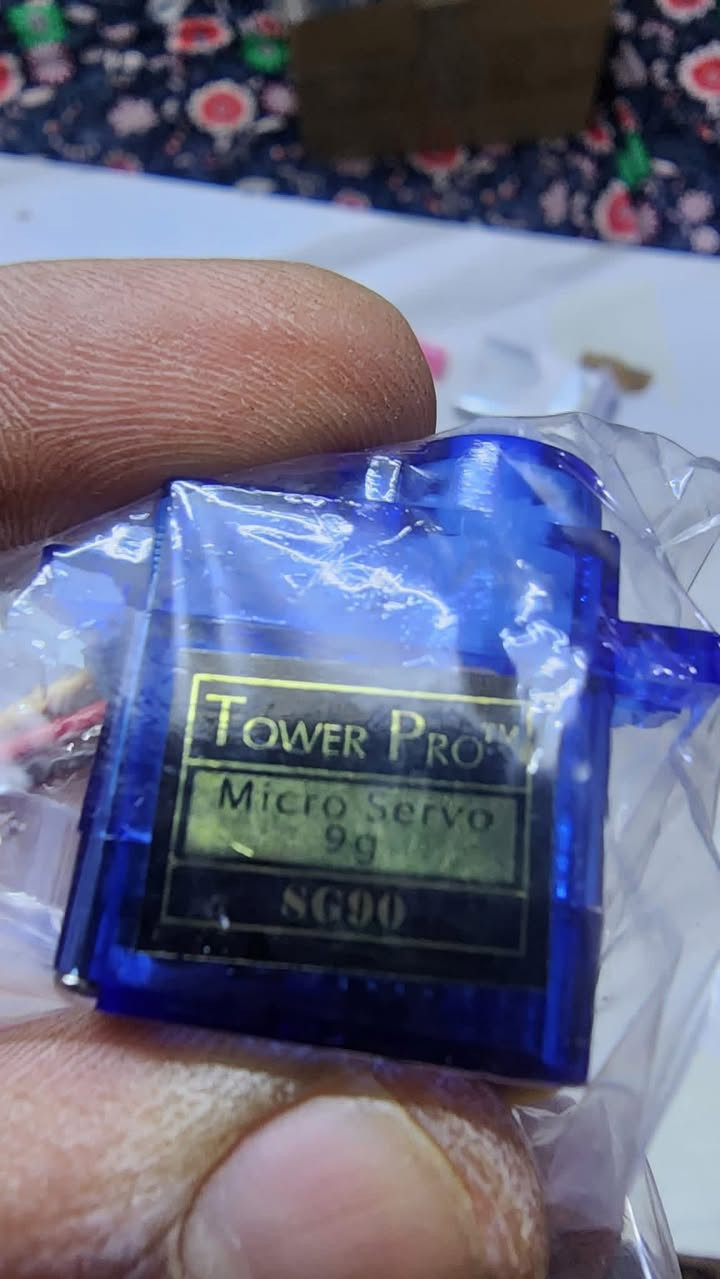 Tower Pro™
Micro Servo
9g
SG90